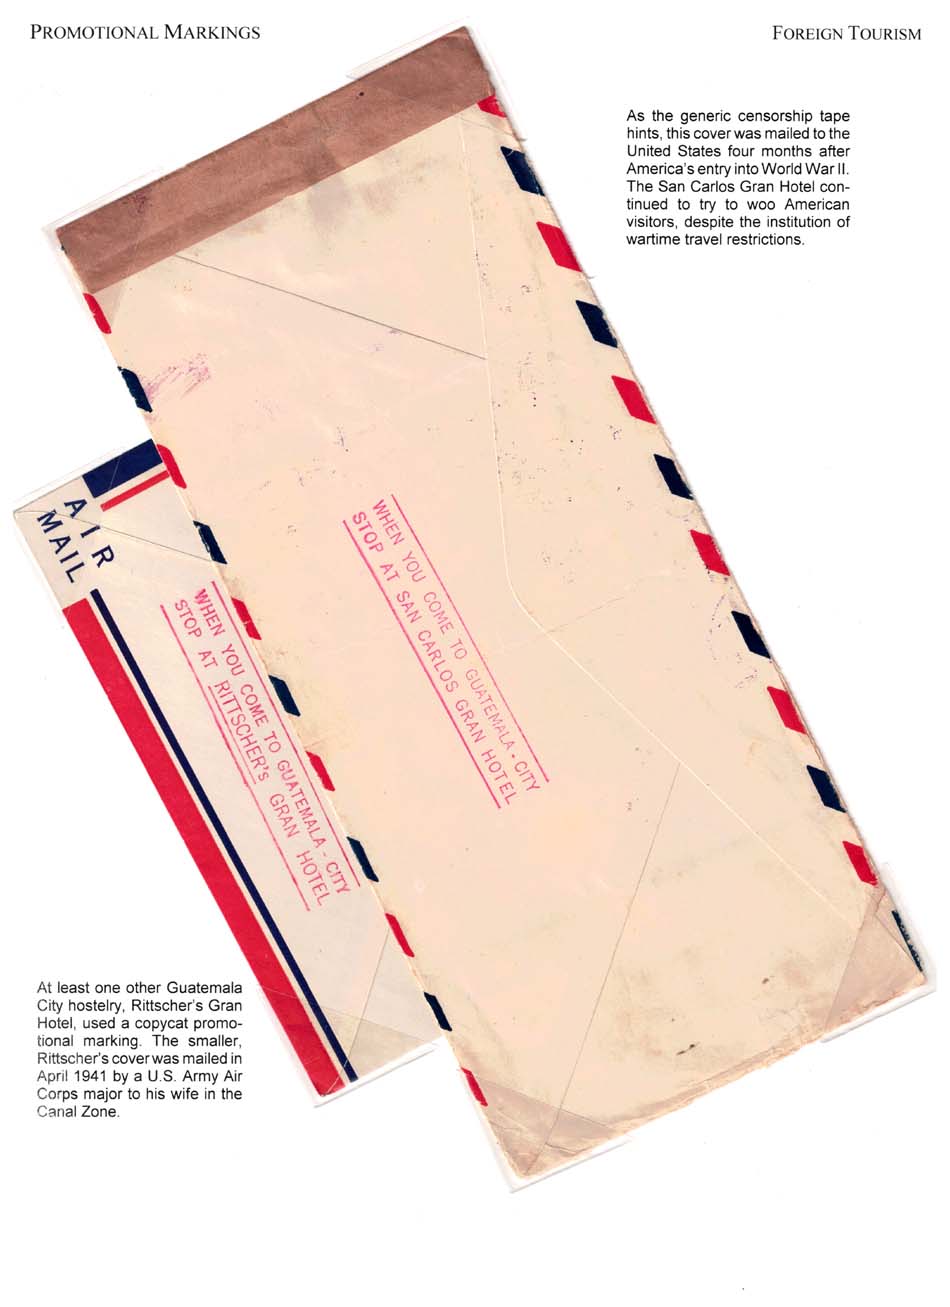 PROMOTIONAL MARKINGS
FOREIGN TOURISM
As the generic censorship tape
hints, this cover was mailed to the
United States four months after
America's entry into World War II.
The San Carlos Gran Hotel con-
tinued to try to woo American
visitors, despite the institution of
wartime travel restrictions.
WHEN YOU COME TO GUATEMALA - CITY
STOP AT SAN CARLOS GRAN HOTEL
AIR
MAIL
WHEN YOU COME TO GUATEMALA - CITY
STOP AT RITTSCHER'S GRAN HOTEL
At least one other Guatemala
City hostelry, Rittscher's Gran
Hotel, used a copycat promo-
tional marking. The smaller,
Rittscher's cover was mailed in
April 1941 by a U.S. Army Air
Corps major to his wife in the
Canal Zone.